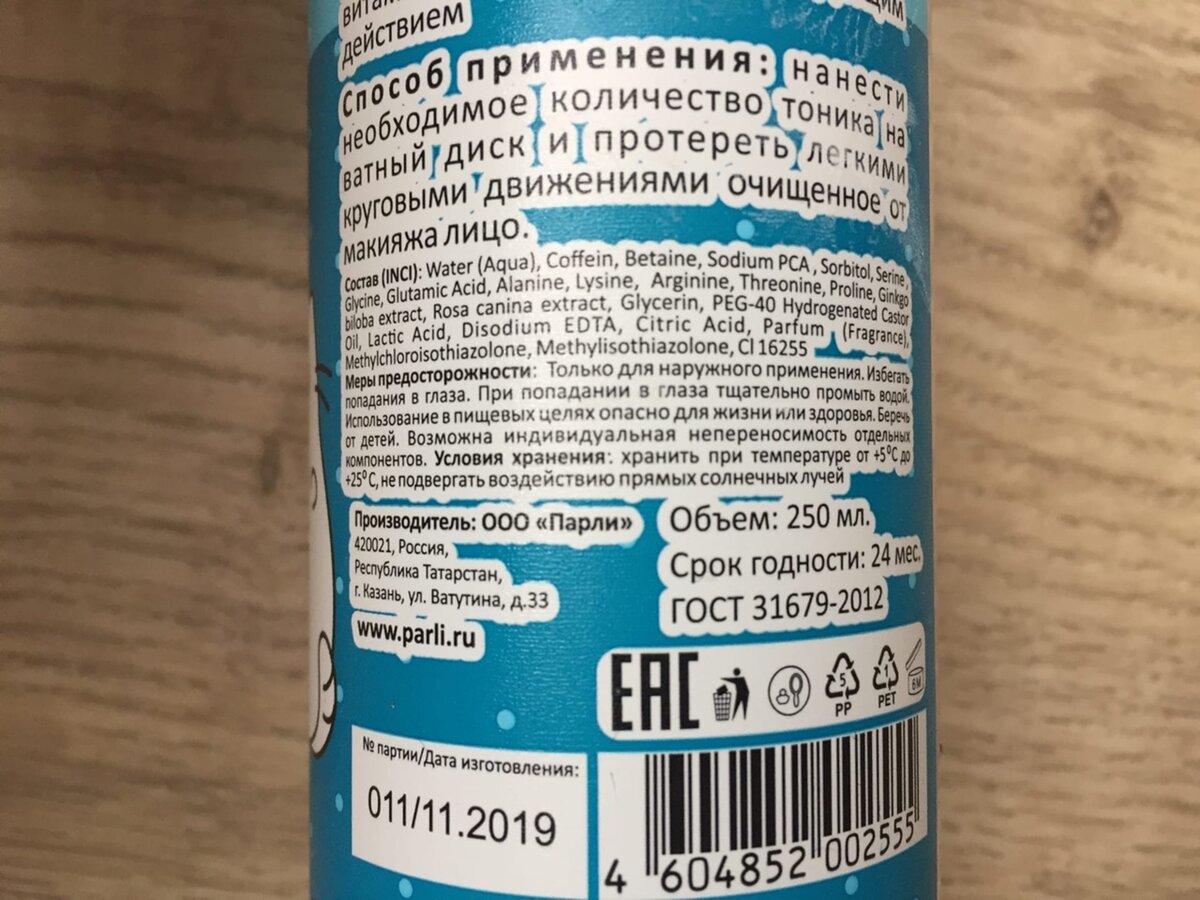 действием
Способ применения: нанести
необходимое количество тоника на
ватный диск и протереть легкими
круговыми движениями очищенное от
макияжа лицо.
Состав (INCI): Water (Aqua), Coffein, Betaine, Sodium PCA, Sorbitol, Serine,
Glycine, Glutamic Acid, Alanine, Lysine, Arginine, Threonine, Proline, Ginkgo
biloba extract, Rosa canina extract, Glycerin, PEG-40 Hydrogenated Castor
Oil, Lactic Acid, Disodium EDTA, Citric Acid, Parfum (Fragrance),
Methylchloroisothiazolone, Methylisothiazolone, CI 16255
Меры предосторожности: Только для наружного применения. Избегать
попадания в глаза. При попадании в глаза тщательно промыть водой.
Использование в пищевых целях опасно для жизни или здоровья. Беречь
от детей. Возможна индивидуальная непереносимость отдельных
компонентов. Условия хранения: хранить при температуре от +5°С до
+25°С, не подвергать воздействию прямых солнечных лучей
Производитель: ООО «Парли»
420021, Россия,
Республика Татарстан,
г. Казань, ул. Ватутина, д.33
www.parli.ru
Объем: 250 мл.
Срок годности: 24 мес.
ГОСТ 31679-2012
EAC
5
PP
1
PET
6M
№ партии/Дата изготовления:
011/11.2019
4 604852 002555